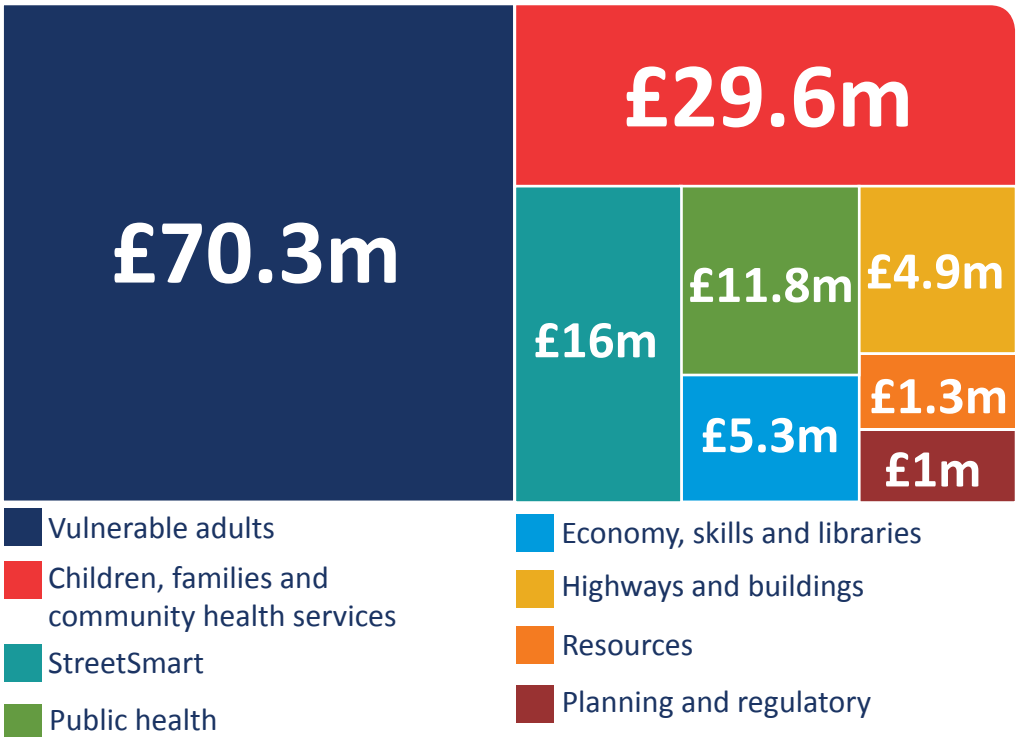 £70.3m
£29.6m
£16m
£11.8m
£4.9m
£5.3m
£1.3m
£1m
Vulnerable adults
Children, families and
community health services
StreetSmart
Public health
Economy, skills and libraries
Highways and buildings
Resources
Planning and regulatory